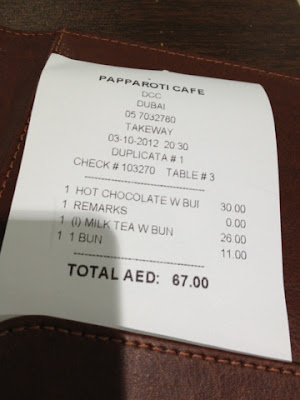 PAPPAROTI CAFE
DCC
DUBAI
05 7032780
TAKEWAY
03-10-2012 20:30
DUPLICATA # 1
CHECK # 103270 TABLE # 3
1 HOT CHOCOLATE W BUI 30.00
1 REMARKS 0.00
1 (I) MILK TEA W BUN 26.00
1 1 BUN 11.00
TOTAL AED: 67.00